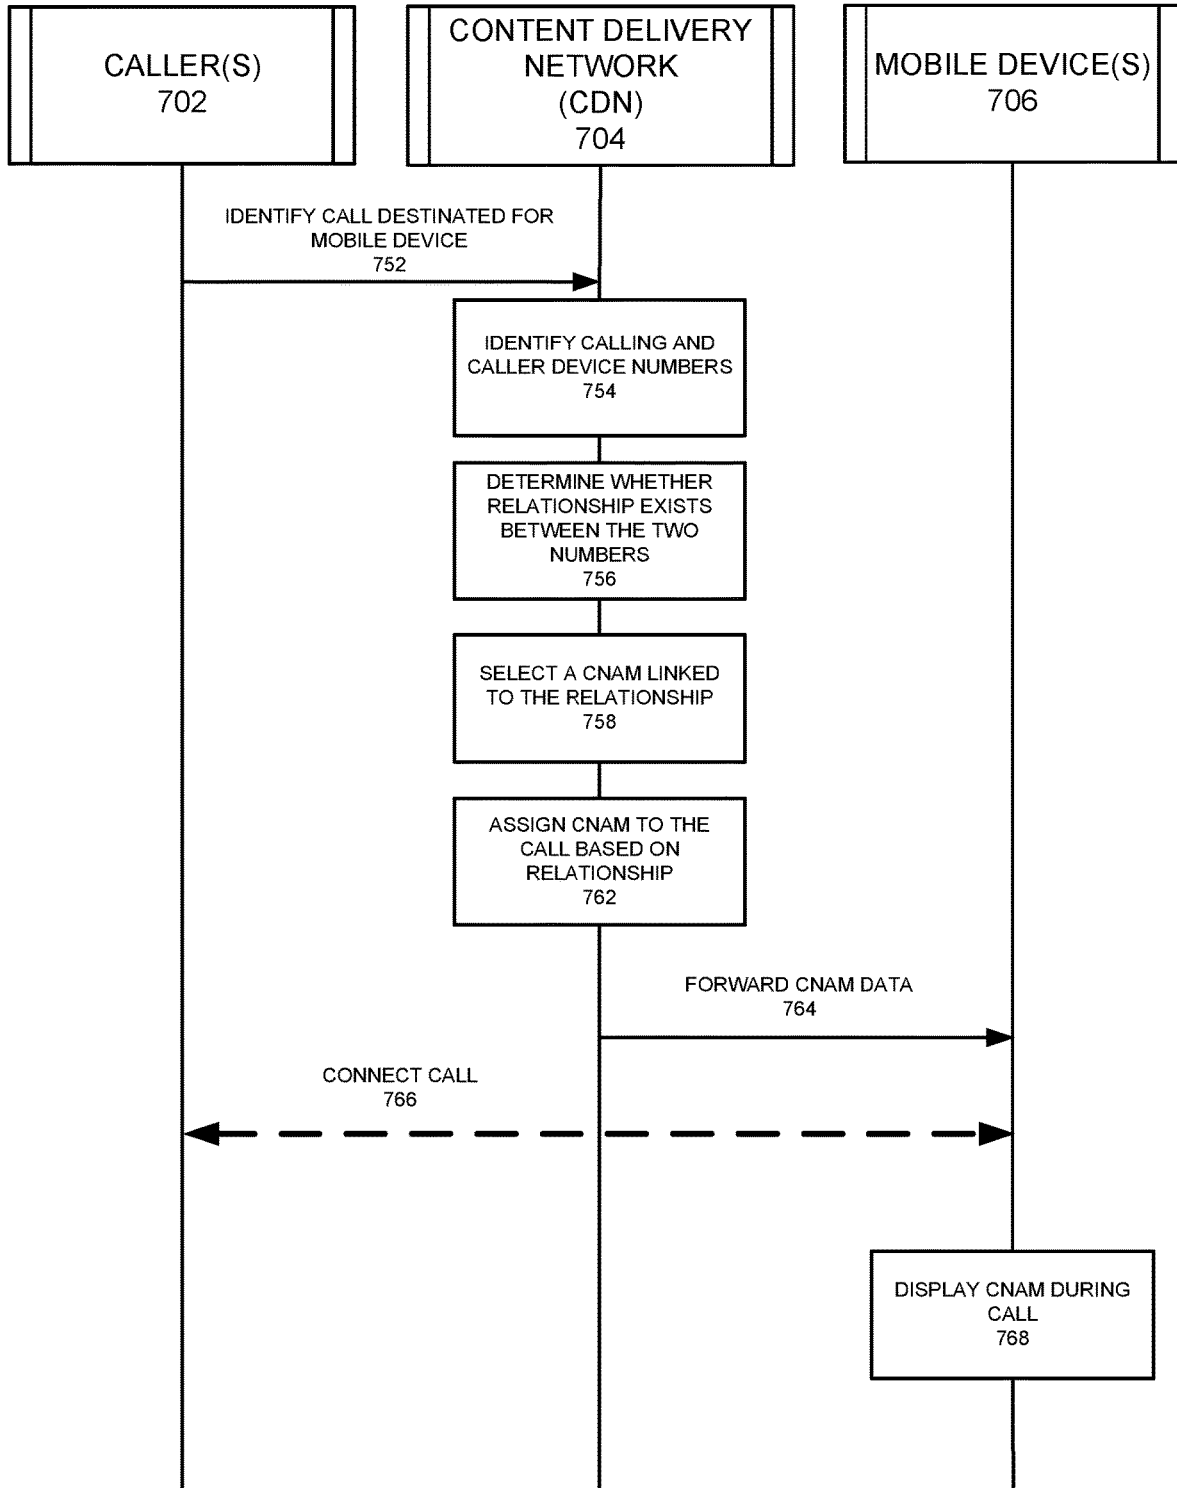 CALLER(S)
702
CONTENT DELIVERY
NETWORK
(CDN)
704
MOBILE DEVICE(S)
706
IDENTIFY CALL DESTINATED FOR
MOBILE DEVICE
752
IDENTIFY CALLING AND
CALLER DEVICE NUMBERS
754
DETERMINE WHETHER
RELATIONSHIP EXISTS
BETWEEN THE TWO
NUMBERS
756
SELECT A CNAM LINKED
TO THE RELATIONSHIP
758
ASSIGN CNAM TO THE
CALL BASED ON
RELATIONSHIP
762
FORWARD CNAM DATA
764
CONNECT CALL
766
DISPLAY CNAM DURING
CALL
768